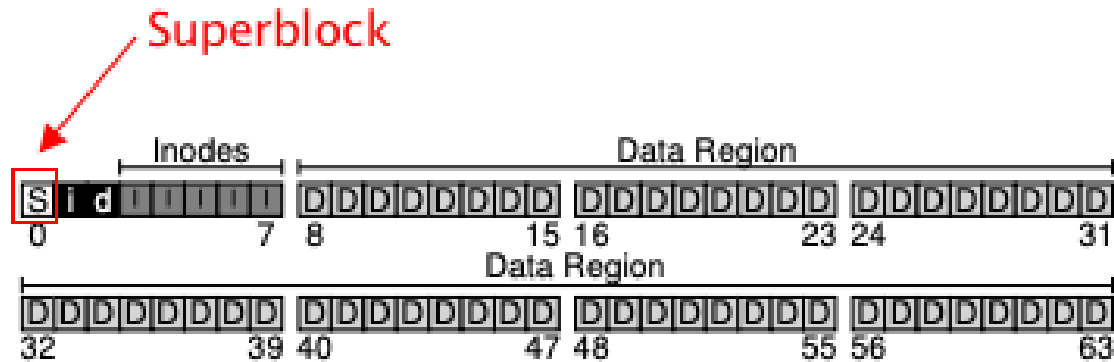 Superblock
Inodes Data Region
S i d I I I I I D D D D D D D D D D D D D D D D D D D D D D D D
0 7 8 15 16 23 24 31
Data Region
D D D D D D D D D D D D D D D D D D D D D D D D D D D D D D D D
32 39 40 47 48 55 56 63